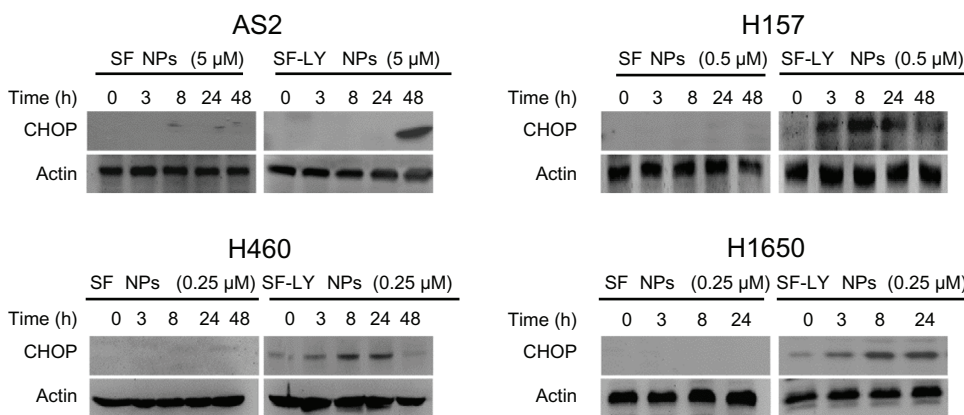 AS2
SF NPs (5 µM) SF-LY NPs (5 µM)
Time (h) 0 3 8 24 48 0 3 8 24 48
CHOP
Actin
H157
SF NPs (0.5 µM) SF-LY NPs (0.5 µM)
Time (h) 0 3 8 24 48 0 3 8 24 48
CHOP
Actin
H460
SF NPs (0.25 µM) SF-LY NPs (0.25 µM)
Time (h) 0 3 8 24 48 0 3 8 24 48
CHOP
Actin
H1650
SF NPs (0.25 µM) SF-LY NPs (0.25 µM)
Time (h) 0 3 8 24 0 3 8 24
CHOP
Actin